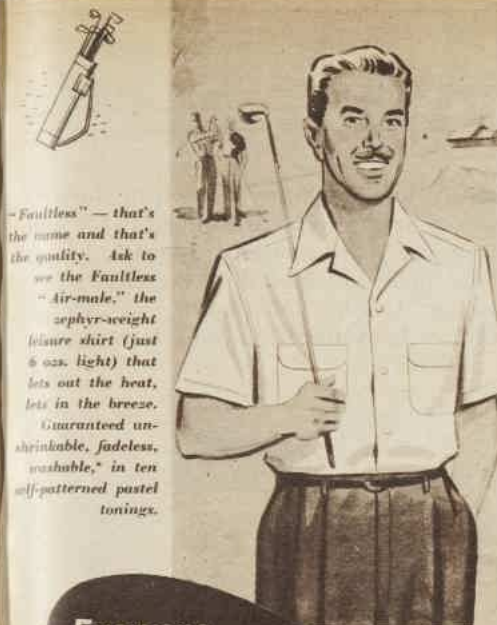 "Faultless" — that's
the name and that's
the quality. Ask to
see the Faultless
"Air-male," the
zephyr-weight
leisure shirt (just
6 ozs. light) that
lets out the heat,
lets in the breeze.
Guaranteed un-
shrinkable, fadeless,
washable,* in ten
self-patterned pastel
tonings.